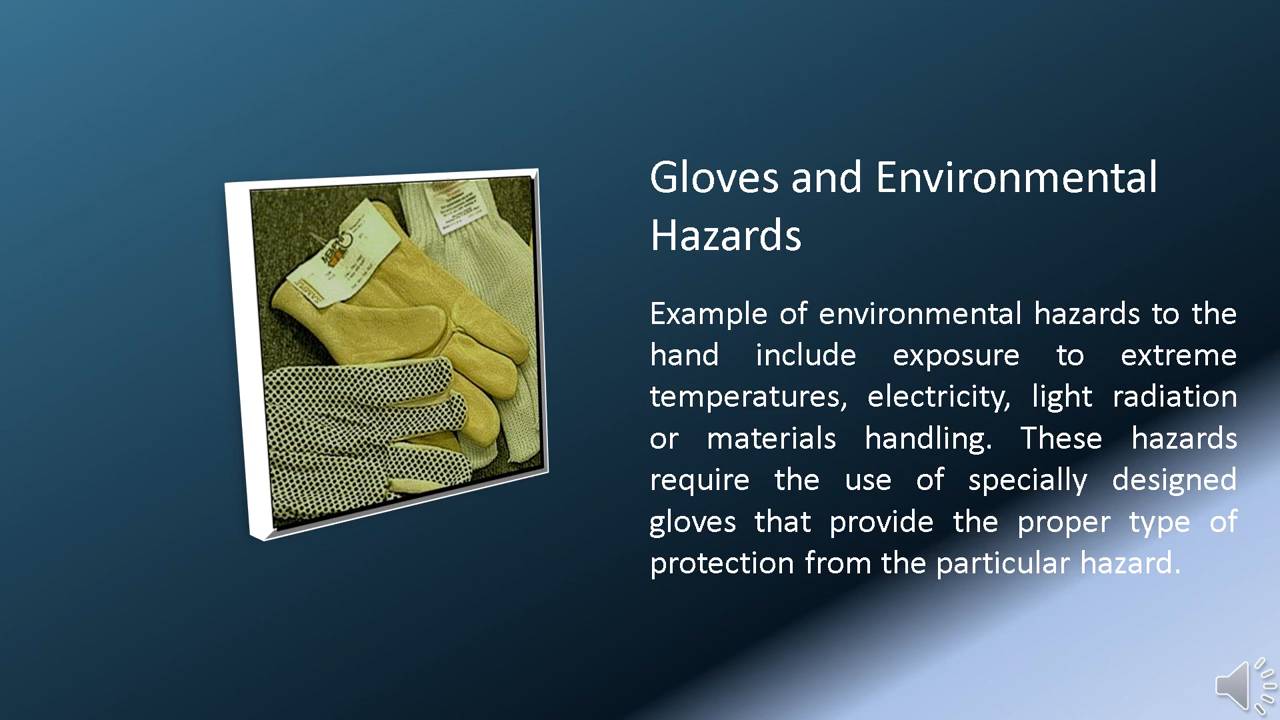 Gloves and Environmental
Hazards
Example of environmental hazards to the
hand include exposure to extreme
temperatures, electricity, light radiation
or materials handling. These hazards
require the use of specially designed
gloves that provide the proper type of
protection from the particular hazard.